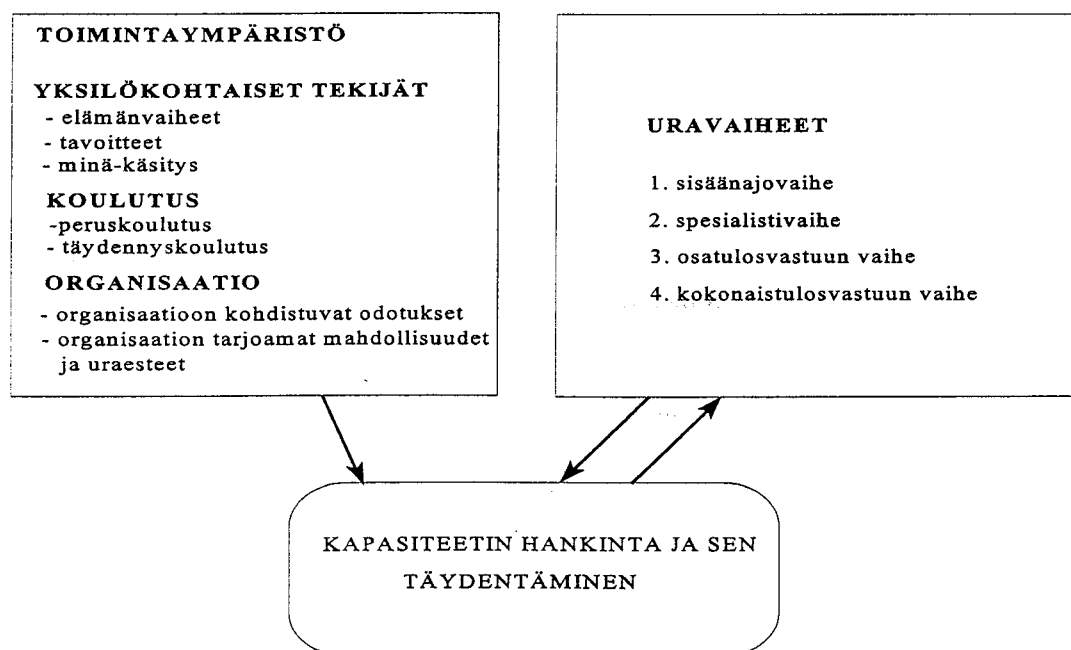 TOIMINTAYMPÄRISTÖ
YKSILÖKOHTAISET TEKIJÄT
- elämänvaiheet
- tavoitteet
- minä-käsitys
KOULUTUS
-peruskoulutus
- täydennyskoulutus
ORGANISAATIO
- organisaatioon kohdistuvat odotukset
- organisaation tarjoamat mahdollisuudet
ja uraesteet
URAVAIHEET
1. sisäänajovaihe
2. spesialistivaihe
3. osatulosvastuun vaihe
4. kokonaistulosvastuun vaihe
KAPASITEETIN HANKINTA JA SEN
TÄYDENTÄMINEN